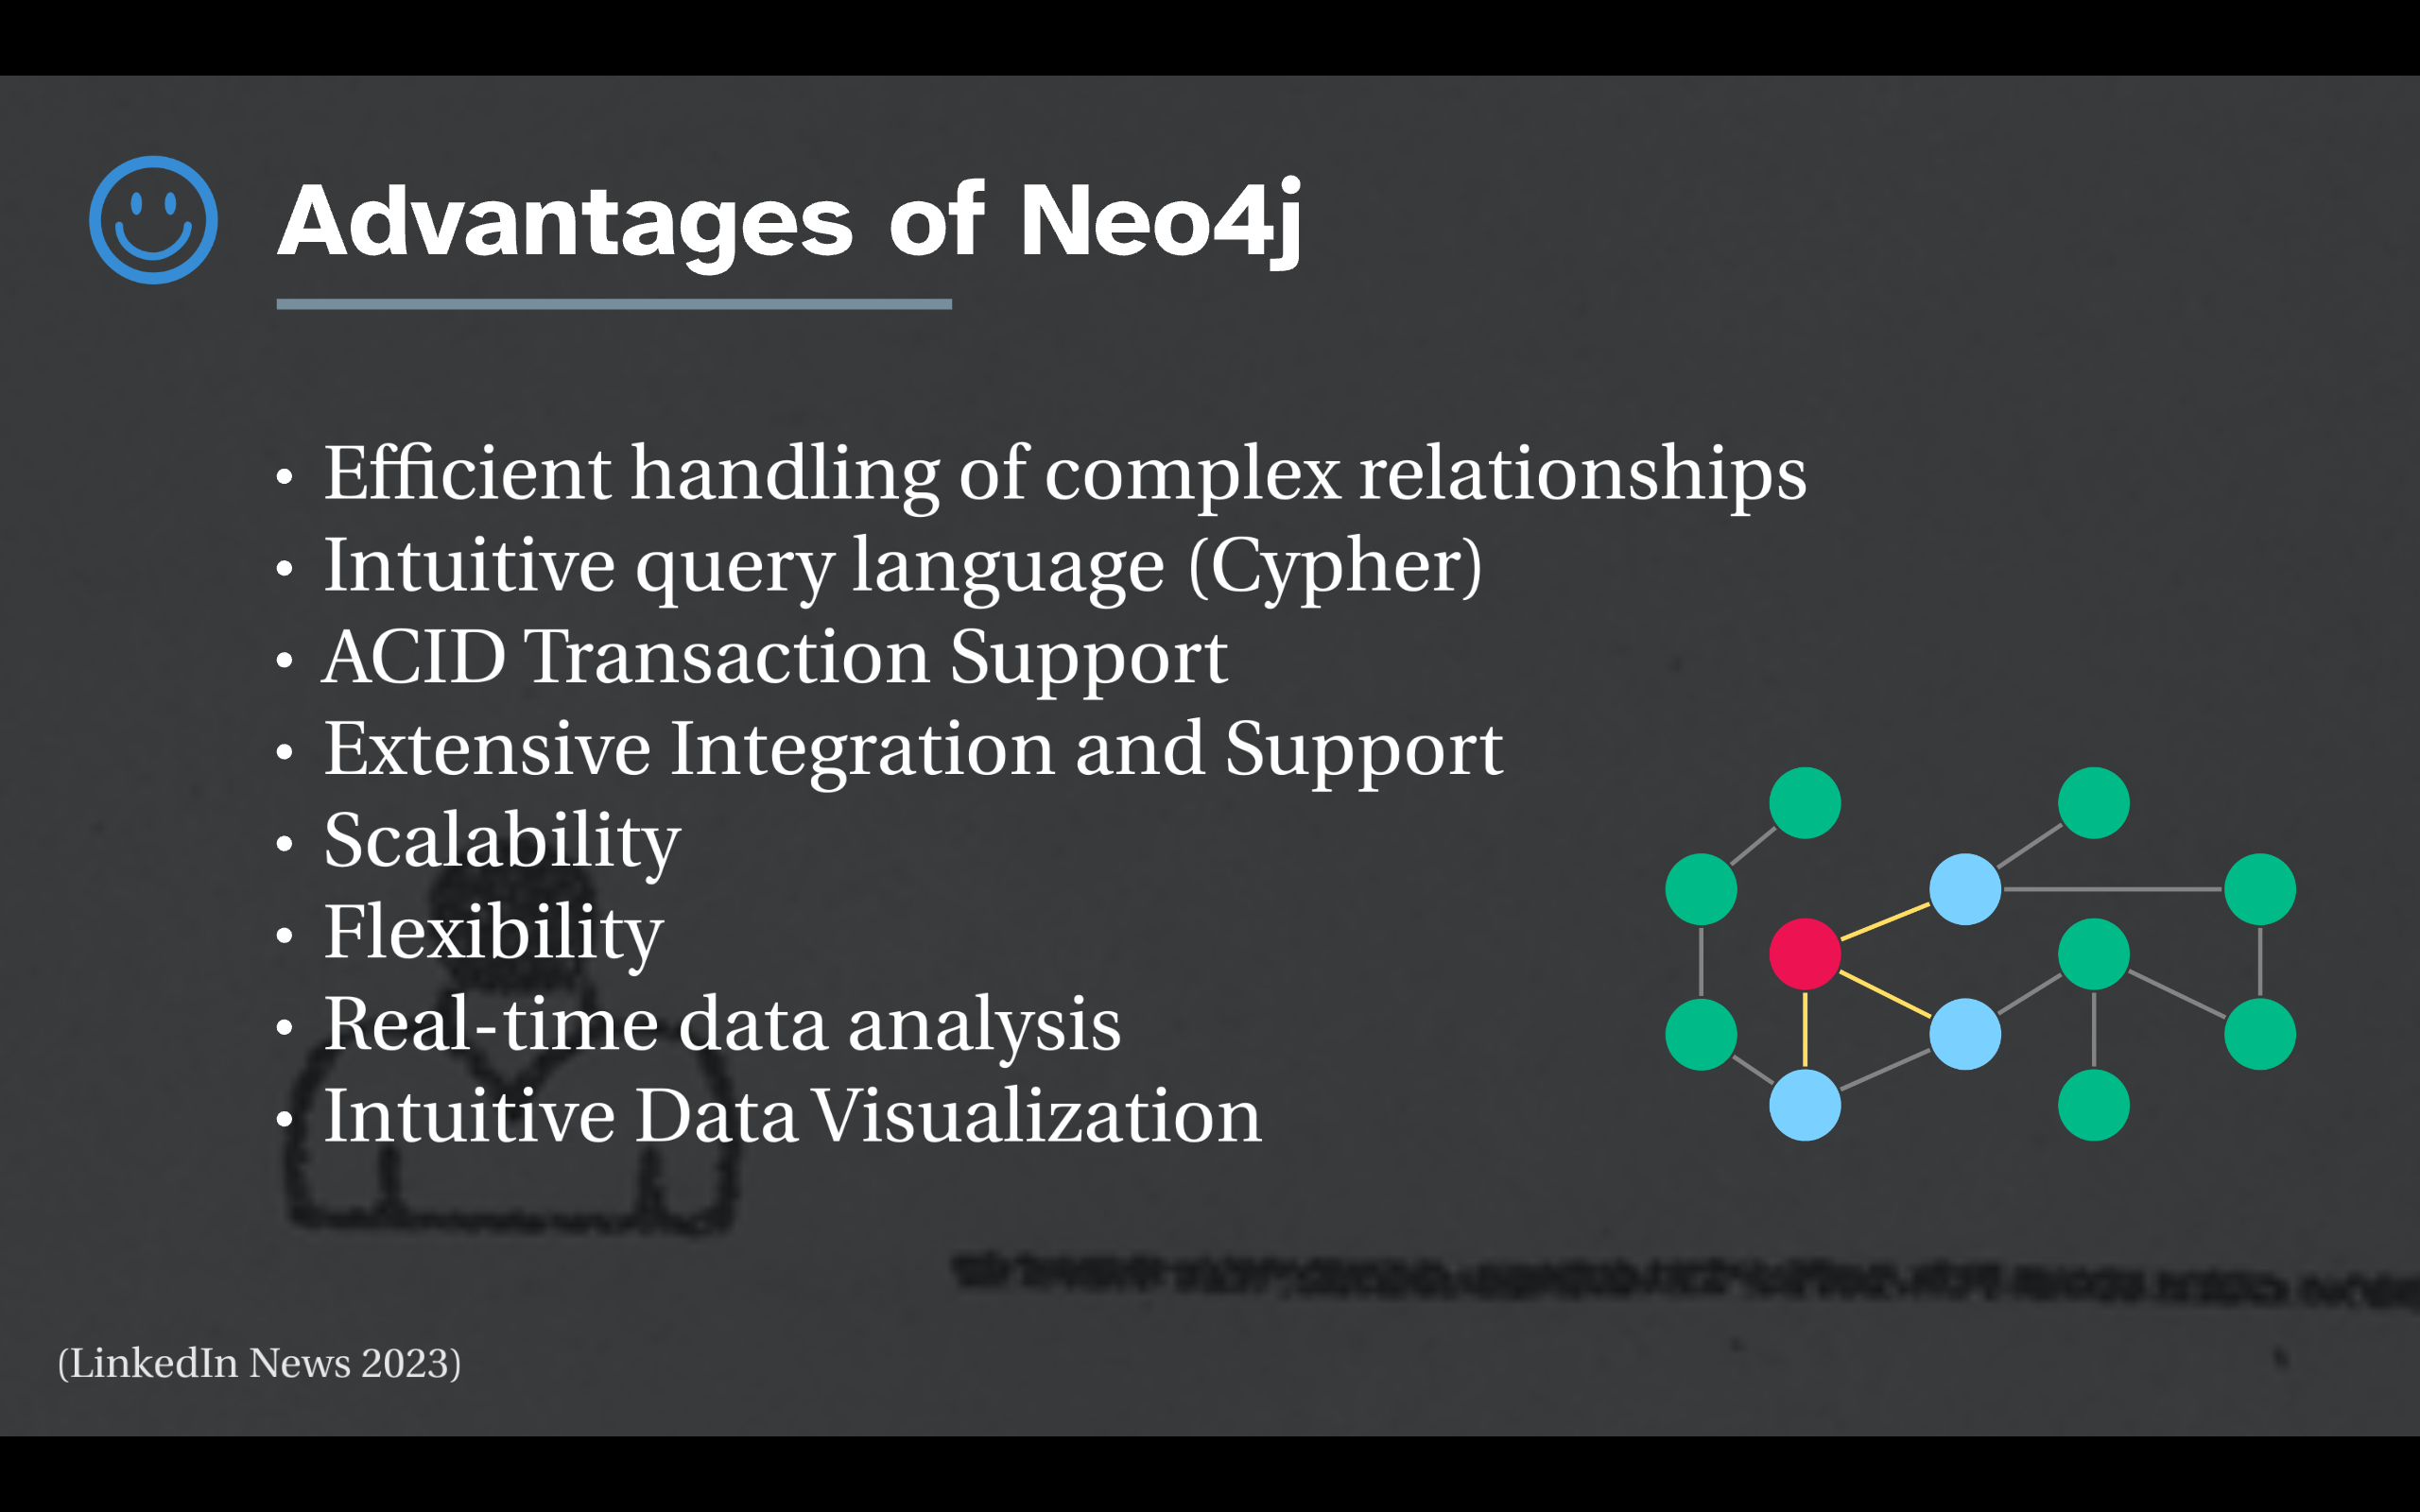 Advantages of Neo4j
• Efficient handling of complex relationships
• Intuitive query language (Cypher)
• ACID Transaction Support
• Extensive Integration and Support
• Scalability
• Flexibility
• Real-time data analysis
• Intuitive Data Visualization
(LinkedIn News 2023)